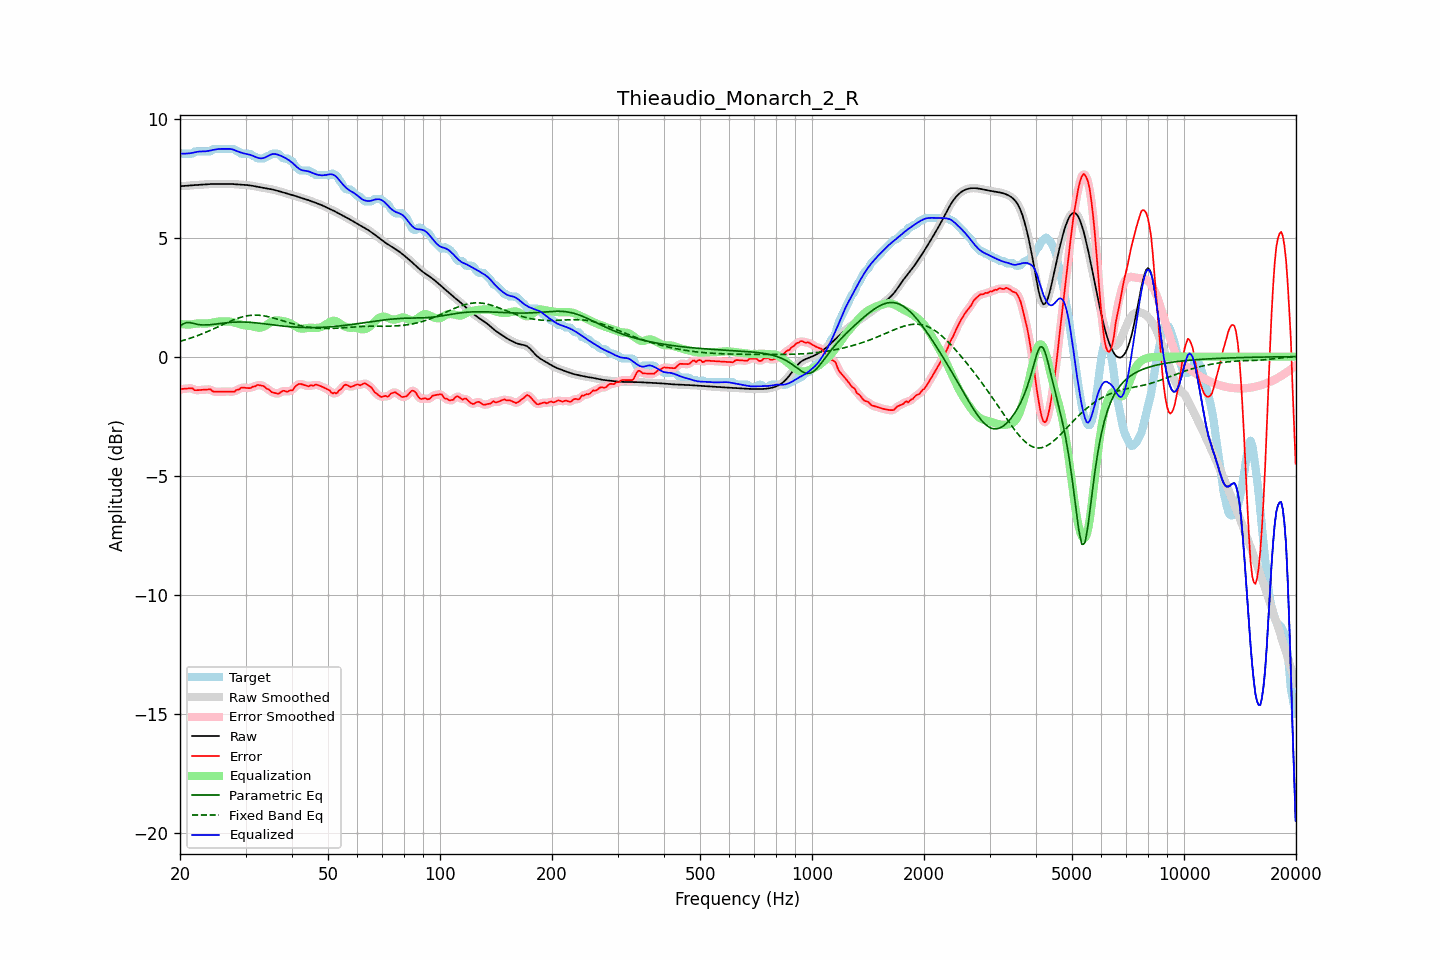 Thieaudio_Monarch_2_R
10
5
0
−5
−10
−15
−20
Amplitude (dBr)
Target
Raw Smoothed
Error Smoothed
Raw
Error
Equalization
Parametric Eq
Fixed Band Eq
Equalized
20 50 100 200 500 1000 2000 5000 10000 20000
Frequency (Hz)